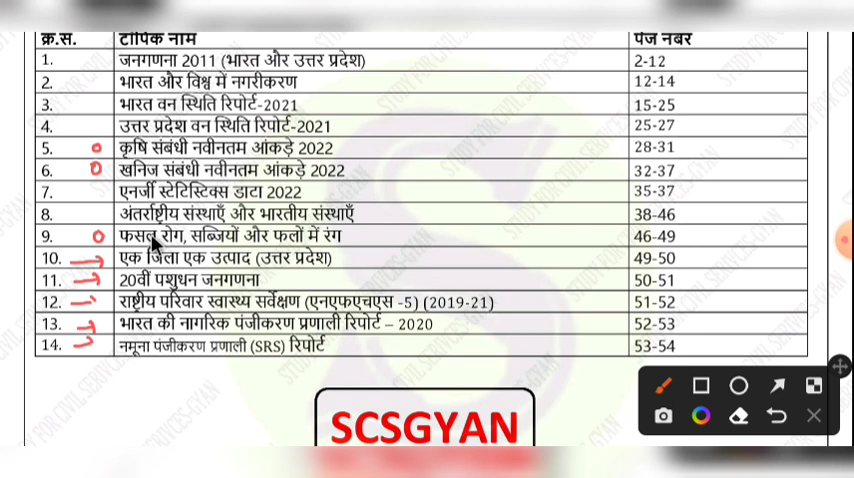 क्र.स. टॉपिक नाम पेज नंबर
1. जनगणना 2011 (भारत और उत्तर प्रदेश) 2-12
2. भारत और विश्व में नगरीकरण 12-14
3. भारत वन स्थिति रिपोर्ट-2021 15-25
4. उत्तर प्रदेश वन स्थिति रिपोर्ट-2021 25-27
5. कृषि संबंधी नवीनतम आंकड़े 2022 28-31
6. खनिज संबंधी नवीनतम आंकड़े 2022 32-37
7. एनर्जी स्टेटिस्टिक्स डाटा 2022 35-37
8. अंतर्राष्ट्रीय संस्थाएँ और भारतीय संस्थाएँ 38-46
9. फसल रोग, सब्जियों और फलों में रंग 46-49
10. एक जिला एक उत्पाद (उत्तर प्रदेश) 49-50
11. 20वीं पशुधन जनगणना 50-51
12. राष्ट्रीय परिवार स्वास्थ्य सर्वेक्षण (एनएफएचएस -5) (2019-21) 51-52
13. भारत की नागरिक पंजीकरण प्रणाली रिपोर्ट – 2020 52-53
14. नमूना पंजीकरण प्रणाली (SRS) रिपोर्ट 53-54
SCSGYAN